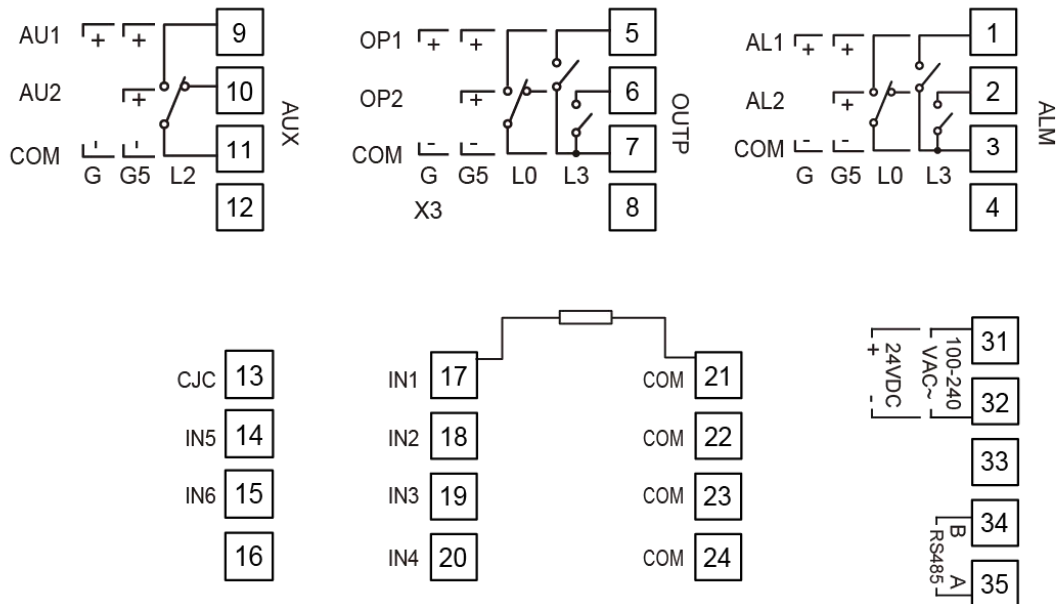 AU1 + + 9
AU2 + 10
COM - - 11
G G5 L2
12
AUX
OP1 + + 5
OP2 + 6
COM - - 7
G G5 L0 L3
X3 8
OUTP
AL1 + + 1
AL2 + 2
COM - - 3
G G5 L0 L3
4
ALM
CJC 13
IN5 14
IN6 15
16
IN1 17
IN2 18
IN3 19
IN4 20
COM 21
COM 22
COM 23
COM 24
+ -
24VDC
100-240
VAC~
31
32
33
34
35
B A
RS485